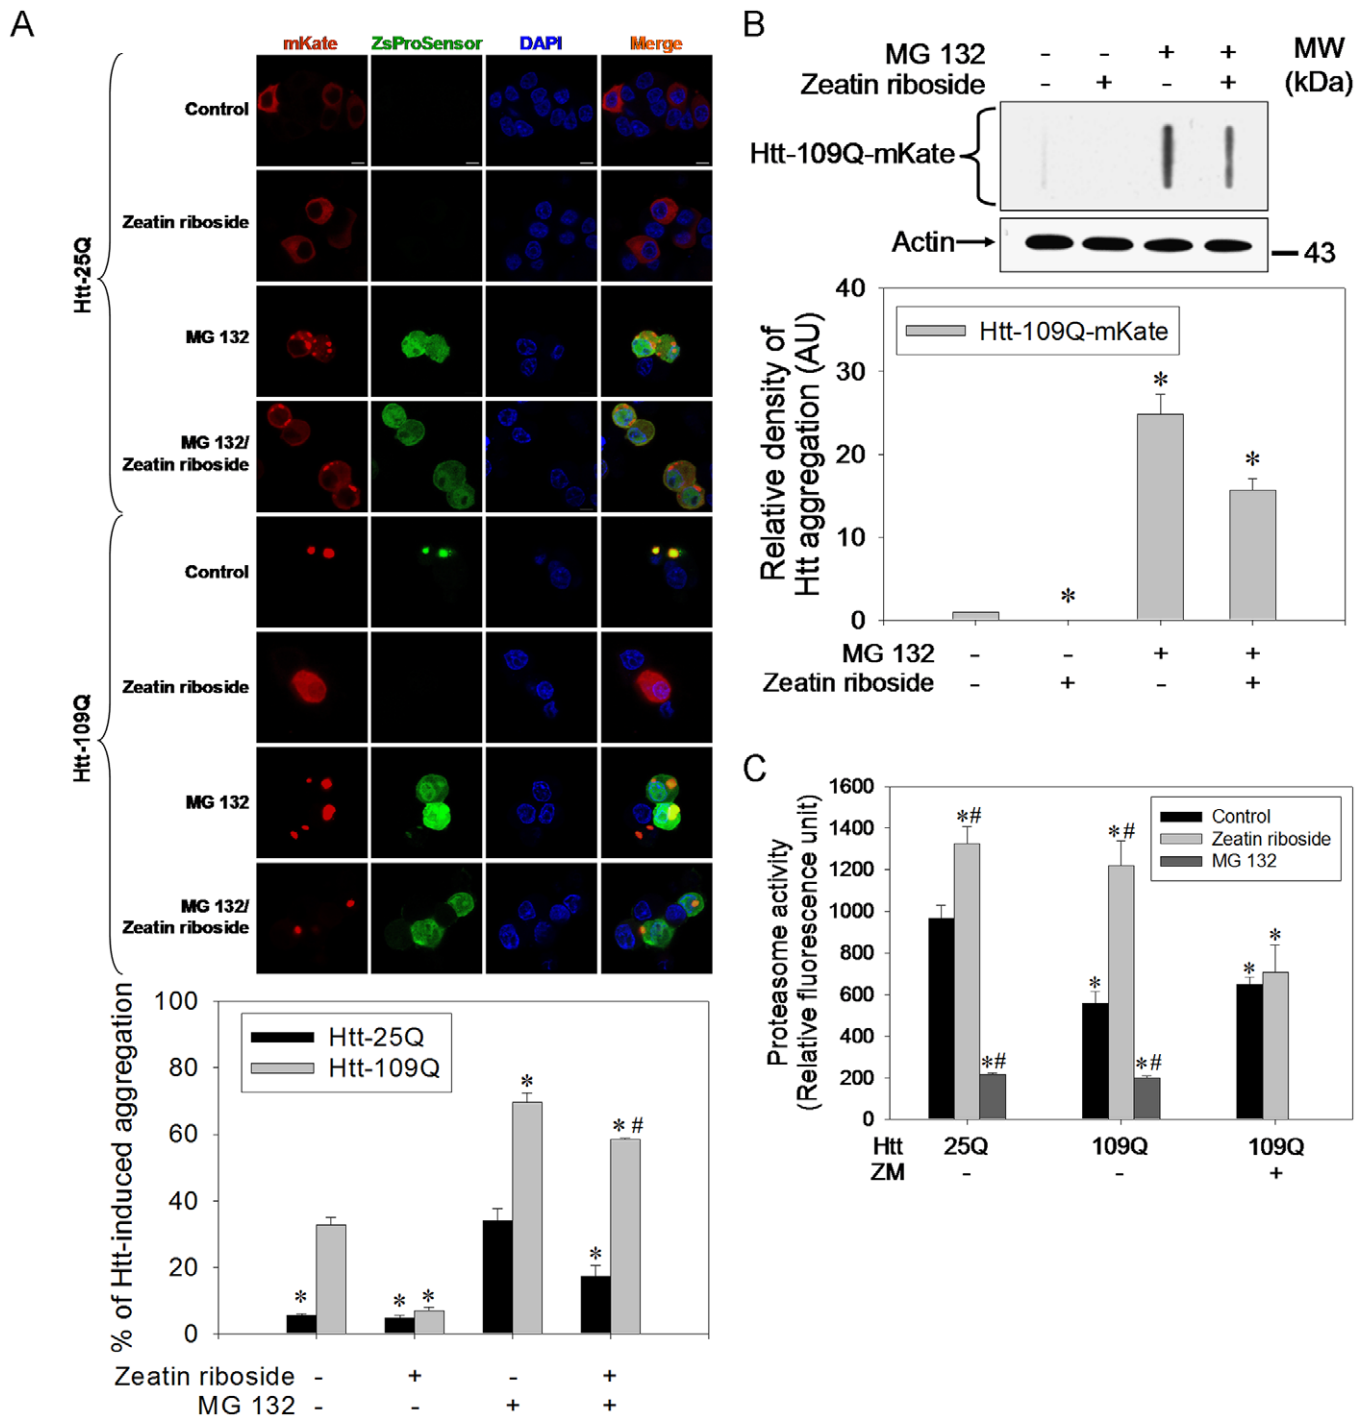 A
mKate ZsProSensor DAPI Merge
Htt-25Q
Control
Zeatin riboside
MG 132
MG 132/
Zeatin riboside
Htt-109Q
Control
Zeatin riboside
MG 132
MG 132/
Zeatin riboside
% of Htt-induced aggregation
100
80
60
40
20
0
Htt-25Q
Htt-109Q
* * * * * * #
Zeatin riboside - + - +
MG 132 - - + +
B
MG 132 - - + + MW
Zeatin riboside - + - + (kDa)
Htt-109Q-mKate
Actin
43
Relative density of
Htt aggregation (AU)
40
30
20
10
0
Htt-109Q-mKate
* * *
MG 132 - - + +
Zeatin riboside - + - +
C
Proteasome activity
(Relative fluorescence unit)
1600
1400
1200
1000
800
600
400
200
0
Control
Zeatin riboside
MG 132
*# *# * *# *# * *
Htt 25Q 109Q 109Q
ZM - - +